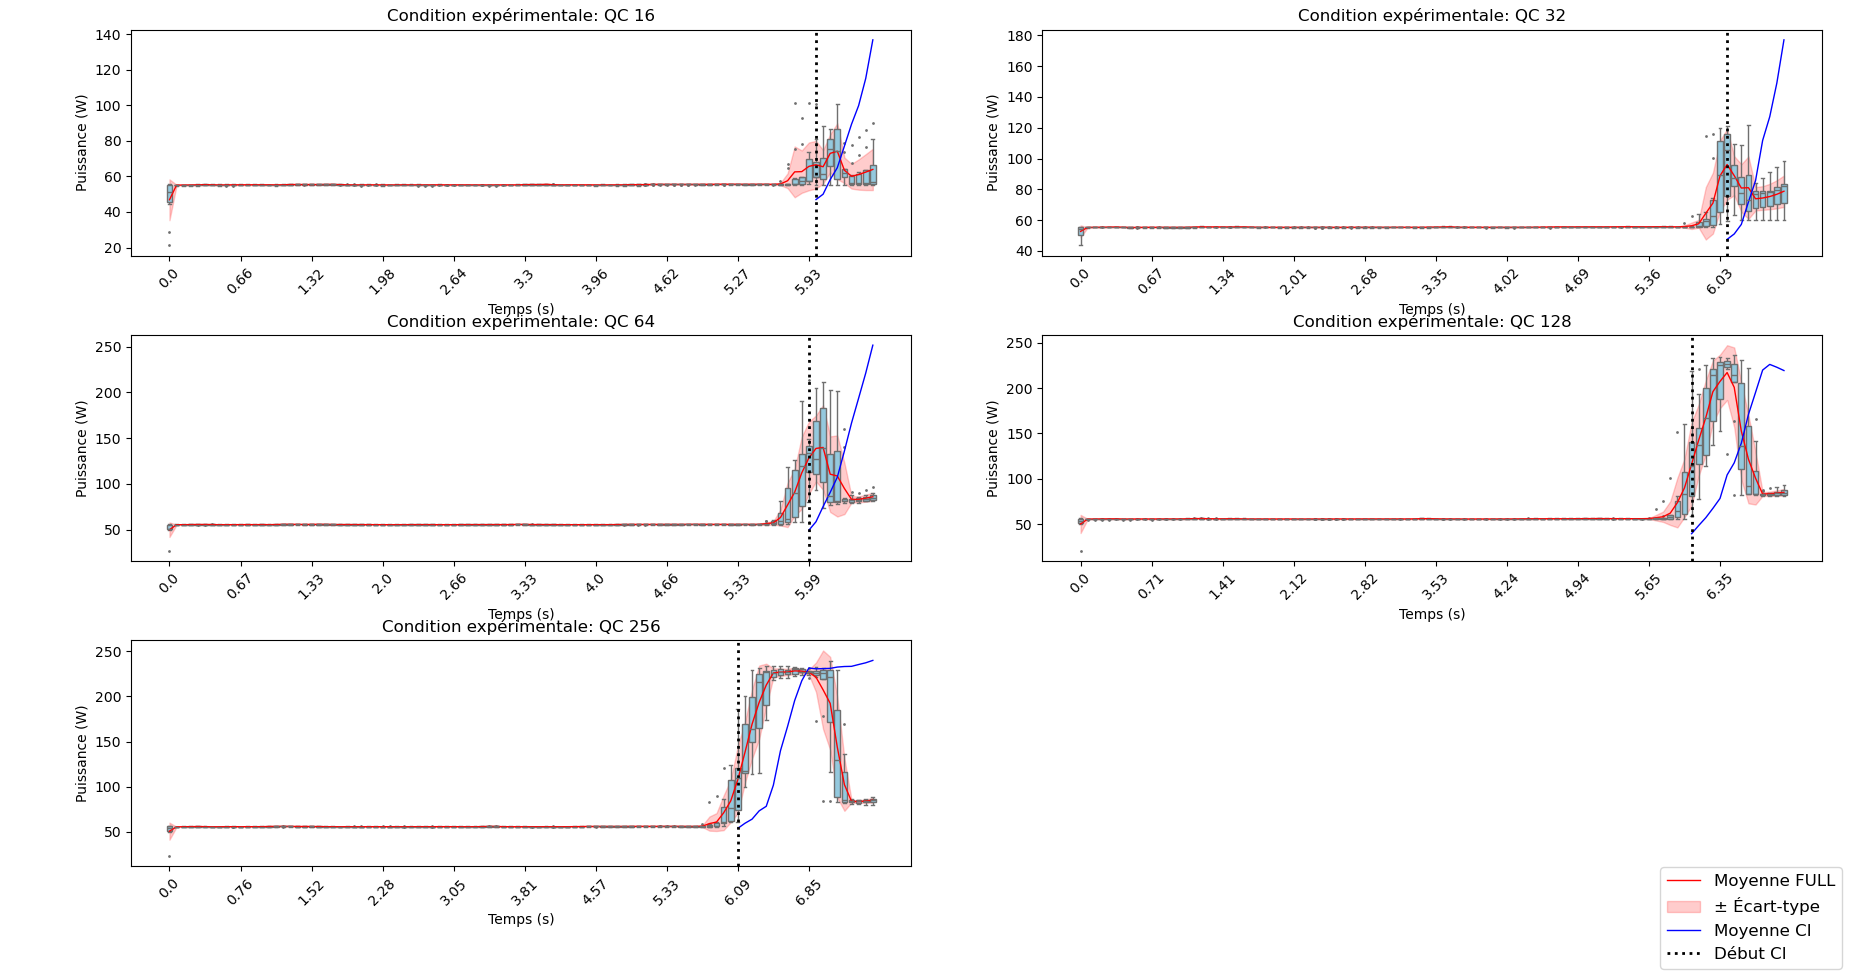 Condition expérimentale: QC 16
Puissance (W)
140
120
100
80
60
40
20
0.0 0.66 1.32 1.98 2.64 3.3 3.96 4.62 5.27 5.93
Temps (s)
Condition expérimentale: QC 32
Puissance (W)
180
160
140
120
100
80
60
40
0.0 0.67 1.34 2.01 2.68 3.35 4.02 4.69 5.36 6.03
Temps (s)
Condition expérimentale: QC 64
Puissance (W)
250
200
150
100
50
0.0 0.67 1.33 2.0 2.66 3.33 4.0 4.66 5.33 5.99
Temps (s)
Condition expérimentale: QC 128
Puissance (W)
250
200
150
100
50
0.0 0.71 1.41 2.12 2.82 3.53 4.24 4.94 5.65 6.35
Temps (s)
Condition expérimentale: QC 256
Puissance (W)
250
200
150
100
50
0.0 0.76 1.52 2.28 3.05 3.81 4.57 5.33 6.09 6.85
Temps (s)
Moyenne FULL
± Écart-type
Moyenne CI
Début CI